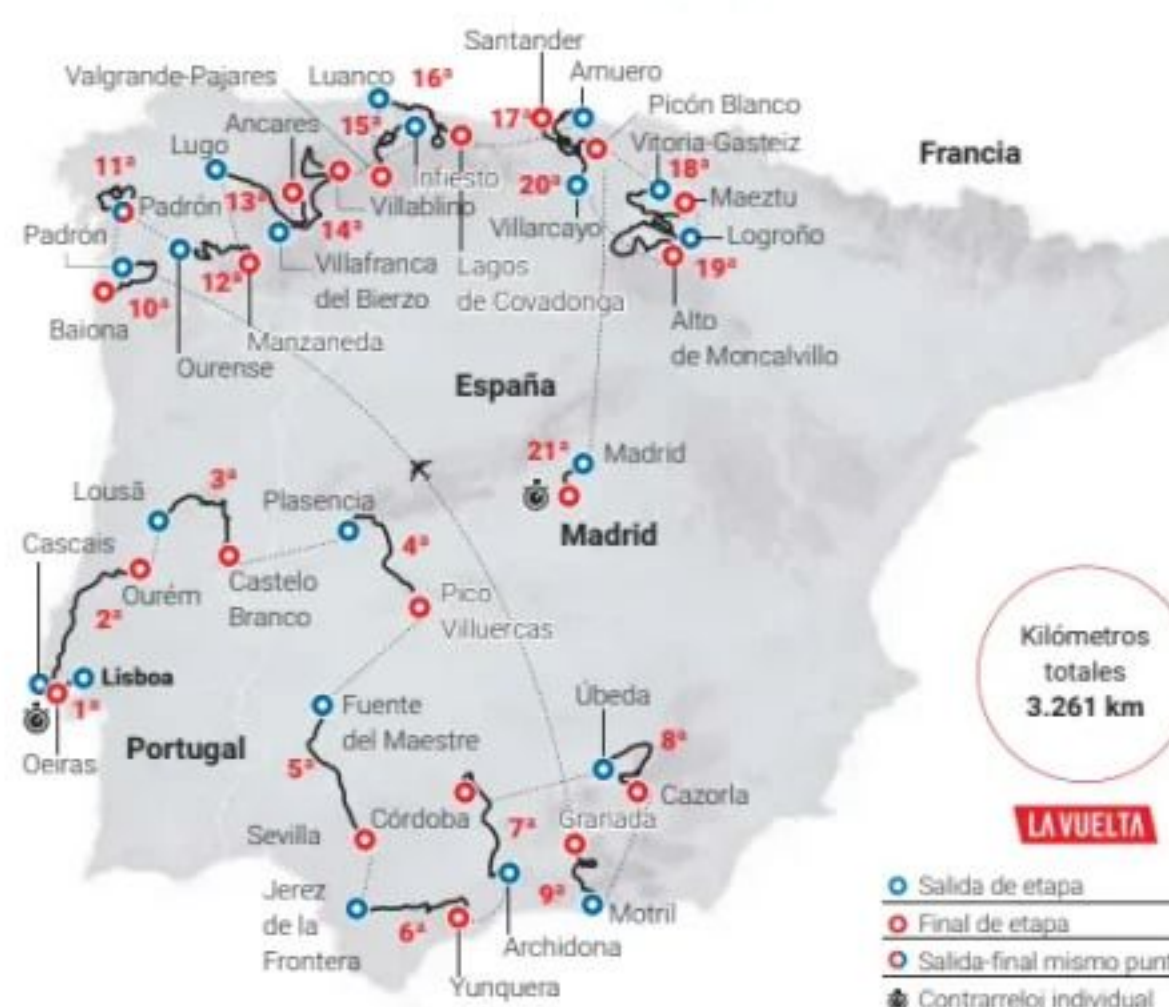 Santander
Valgrande-Pajares
Luanco
16ª
Arnuero
Ancares
15ª
17ª
Picón Blanco
Lugo
Vitoria-Gasteiz
Francia
11ª
Infiesto
20ª
18ª
Padrón
13ª
Villablino
Maeztu
Padrón
14ª
Villarcayo
Logroño
12ª
Villafranca
del Bierzo
Lagos
de Covadonga
19ª
10ª
Baiona
Manzaneda
Alto
de Moncalvillo
Ourense
España
21ª
Madrid
3ª
Lousã
Plasencia
Madrid
Cascais
4ª
Ourém
Castelo
Branco
Pico
Villuercas
2ª
Kilómetros
totales
3.261 km
Lisboa
1ª
Úbeda
Fuente
del Maestre
Oeiras
Portugal
8ª
5ª
Cazorla
Sevilla
Córdoba
7ª
Granada
LA VUELTA
Jerez
de la
Frontera
6ª
9ª
Motril
Archidona
Yunquera
Salida de etapa
Final de etapa
Salida-final mismo punt
Contrarreloj individual